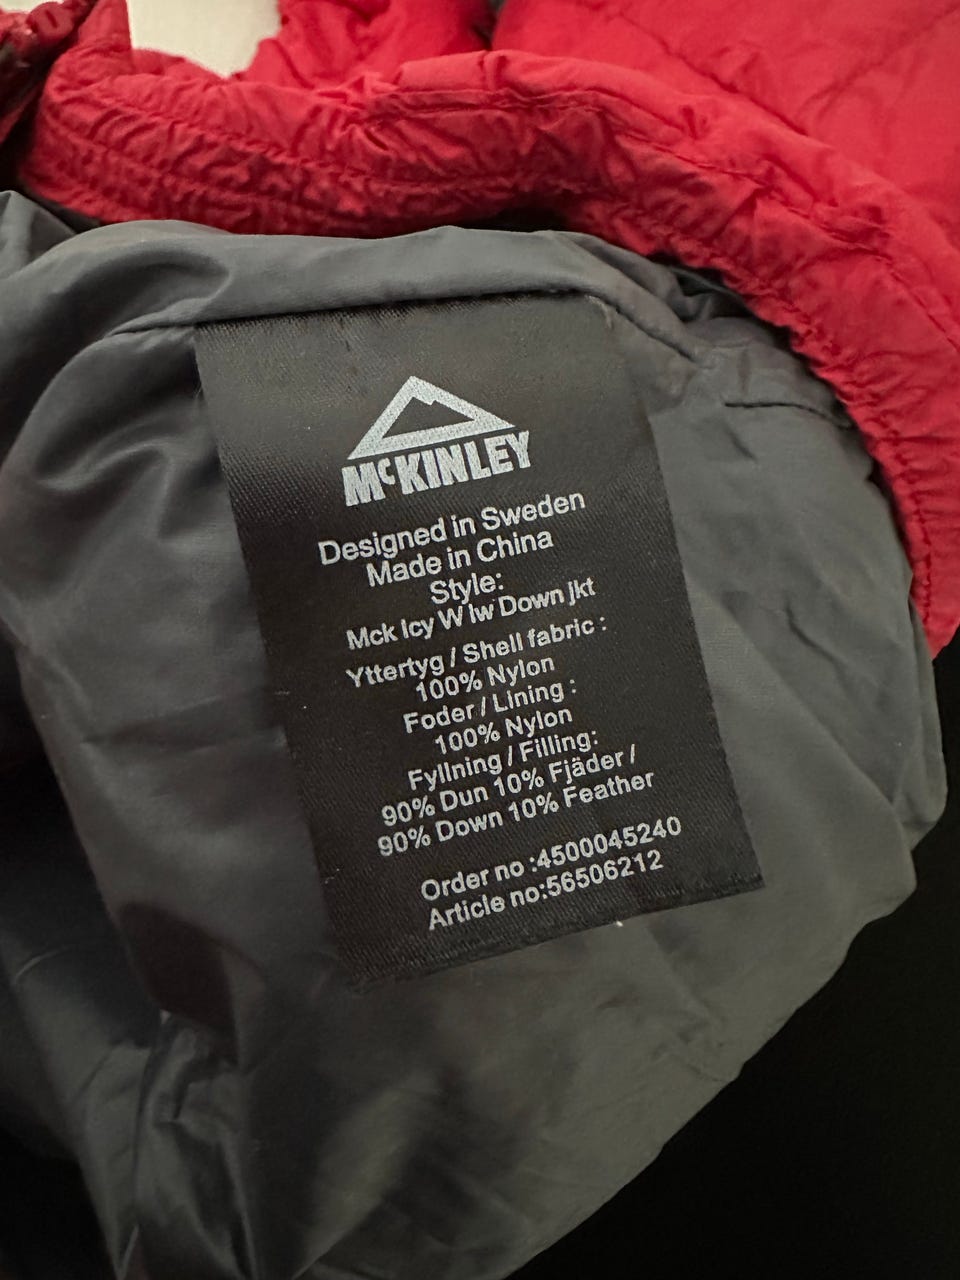 McKINLEY
Designed in Sweden
Made in China
Style:
Mck Icy W lw Down jkt
Yttertyg / Shell fabric :
100% Nylon
Foder / Lining :
100% Nylon
Fyllning / Filling:
90% Dun 10% Fjäder /
90% Down 10% Feather
Order no :4500045240
Article no:56506212